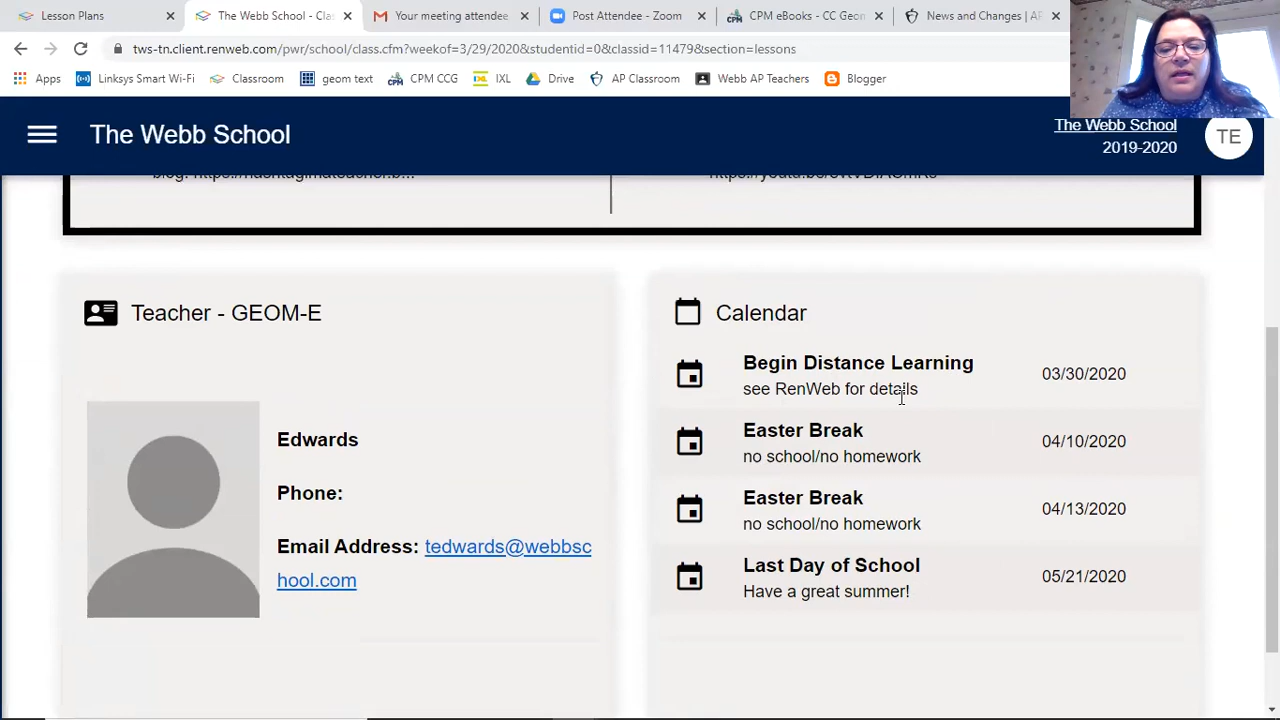 Lesson Plans
The Webb School - Cla
Your meeting attende
Post Attendee - Zoom
CPM eBooks - CC Geon
News and Changes | AP
tws-tn.client.renweb.com/pwr/school/class.cfm?weekof=3/29/2020&studentid=0&classid=11479&section=lessons
Apps
Linksys Smart Wi-Fi
Classroom
geom text
CPM CCG
IXL
Drive
AP Classroom
Webb AP Teachers
Blogger
The Webb School
The Webb School
2019-2020
TE
Teacher - GEOM-E
Edwards
Phone:
Email Address: tedwards@webbsc
hool.com
Calendar
Begin Distance Learning
see RenWeb for details
03/30/2020
Easter Break
no school/no homework
04/10/2020
Easter Break
no school/no homework
04/13/2020
Last Day of School
Have a great summer!
05/21/2020